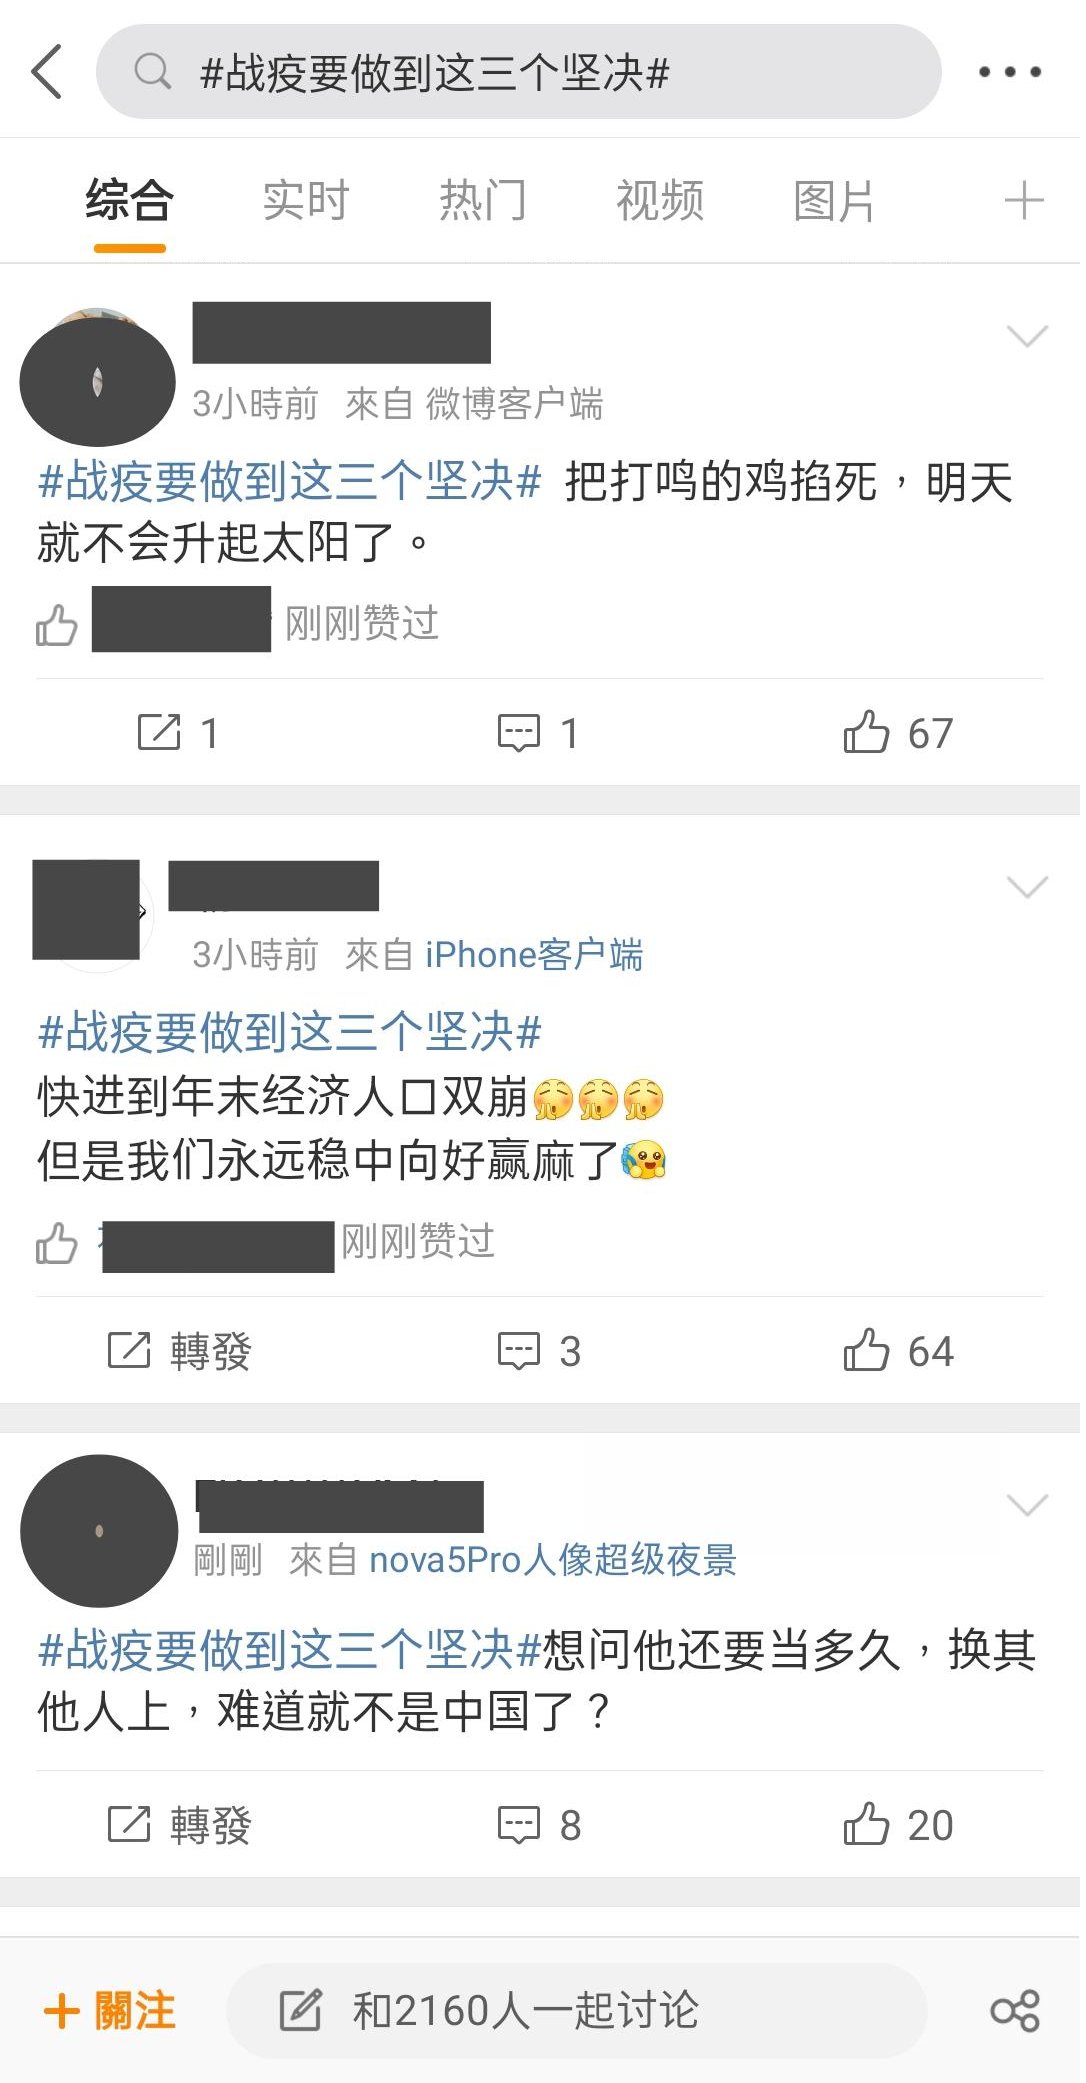 #战疫要做到这三个坚决#
综合 实时 热门 视频 图片
3小時前 來自 微博客户端
#战疫要做到这三个坚决# 把打鸣的鸡掐死，明天
就不会升起太阳了。
刚刚赞过
1 1 67
3小時前 來自 iPhone客户端
#战疫要做到这三个坚决#
快进到年末经济人口双崩
但是我们永远稳中向好赢麻了
刚刚赞过
轉發 3 64
剛剛 來自 nova5Pro人像超级夜景
#战疫要做到这三个坚决#想问他还要当多久，换其
他人上，难道就不是中国了？
轉發 8 20
+ 關注 和2160人一起讨论